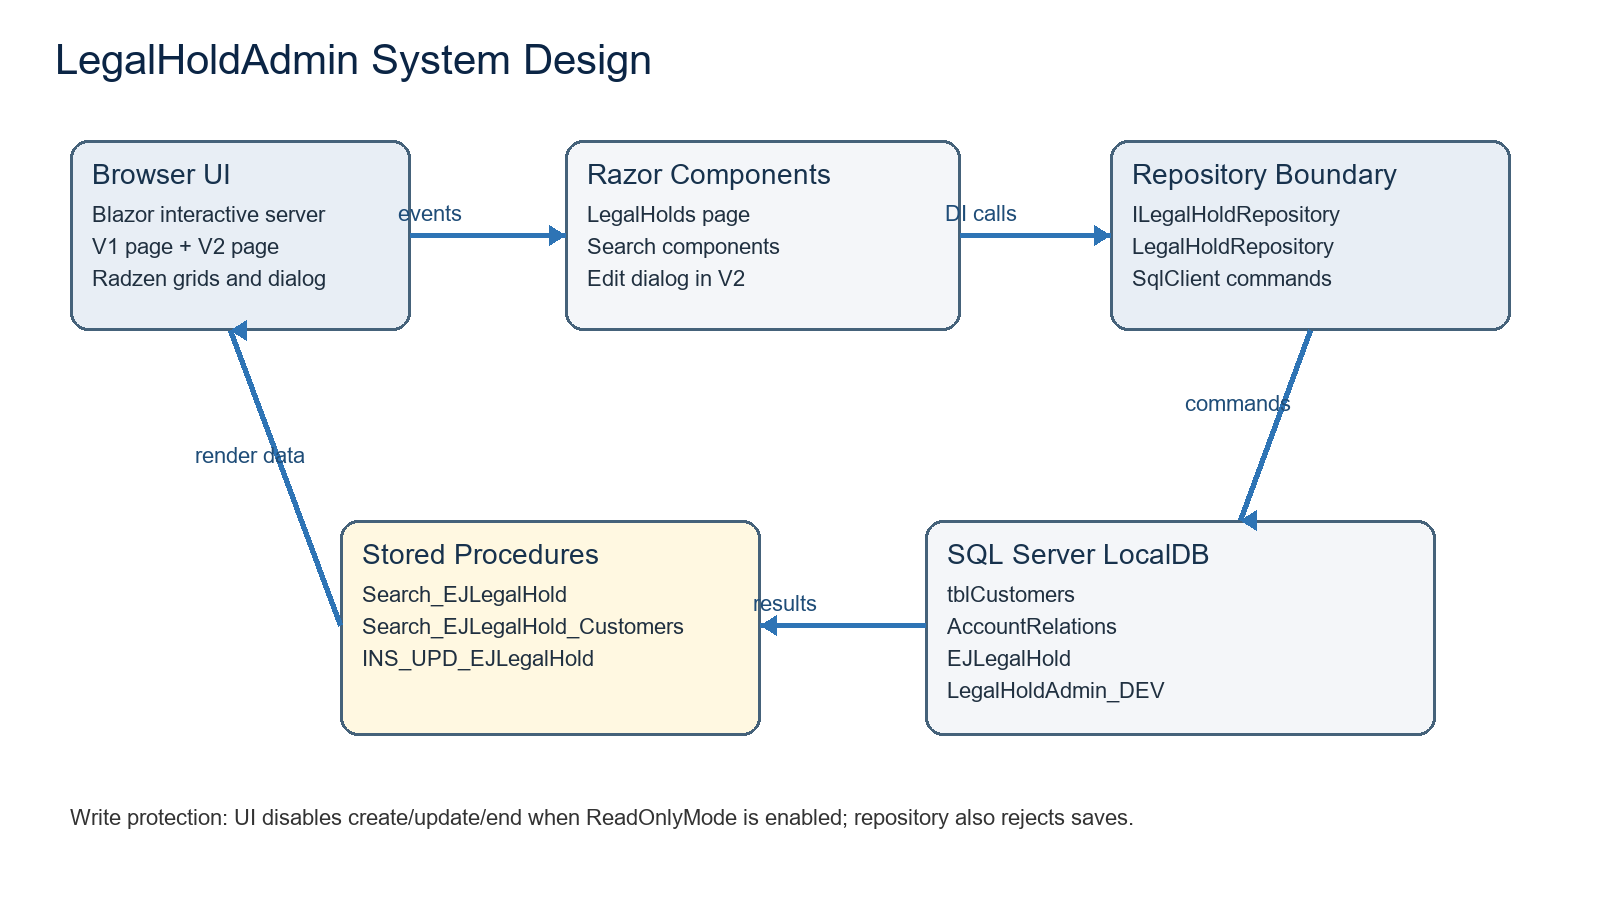 LegalHoldAdmin System Design
Browser UI
Blazor interactive server
V1 page + V2 page
Radzen grids and dialog
events
Razor Components
LegalHolds page
Search components
Edit dialog in V2
DI calls
Repository Boundary
ILegalHoldRepository
LegalHoldRepository
SqlClient commands
commands
render data
Stored Procedures
Search_EJLegalHold
Search_EJLegalHold_Customers
INS_UPD_EJLegalHold
results
SQL Server LocalDB
tblCustomers
AccountRelations
EJLegalHold
LegalHoldAdmin_DEV
Write protection: UI disables create/update/end when ReadOnlyMode is enabled; repository also rejects saves.